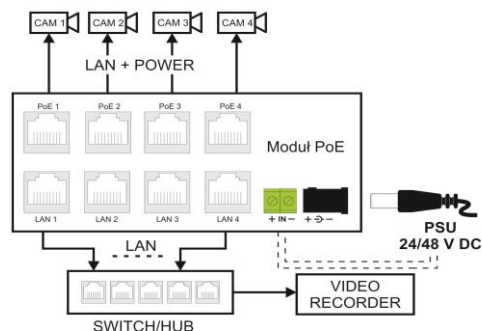 CAM 1 CAM 2 CAM 3 CAM 4
LAN + POWER
PoE 1 PoE 2 PoE 3 PoE 4
Moduł PoE
LAN 1 LAN 2 LAN 3 LAN 4
+ IN −
+ −
PSU
24/48 V DC
LAN
VIDEO
RECORDER
SWITCH/HUB